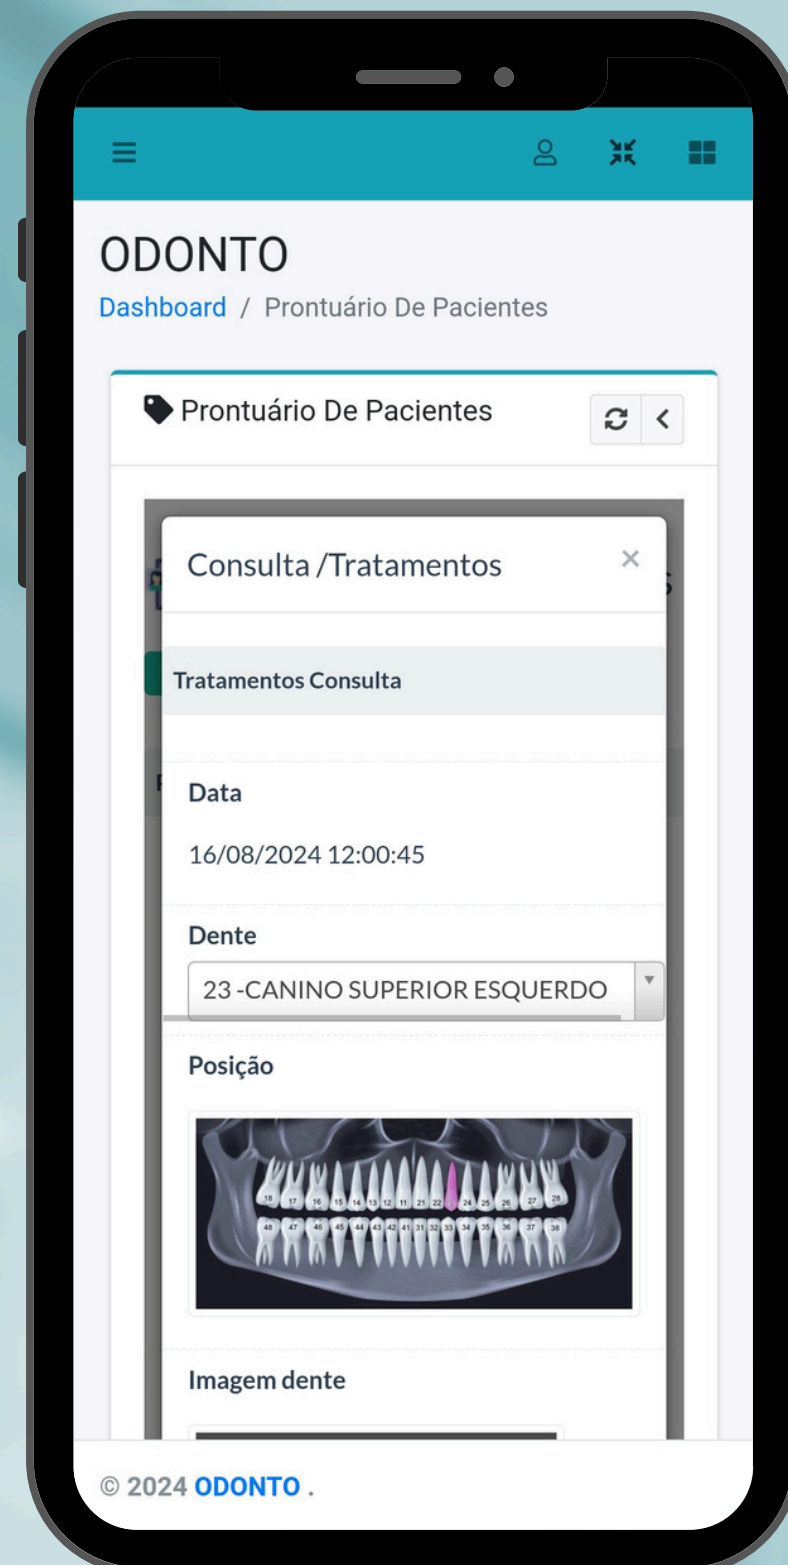 ODONTO
Dashboard / Prontuário De Pacientes
Prontuário De Pacientes
Consulta /Tratamentos
×
Tratamentos Consulta
Data
16/08/2024 12:00:45
Dente
23 -CANINO SUPERIOR ESQUERDO
Posição
18 17 16 15 14 13 12 11 21 22 24 25 26 27 28
48 47 46 45 44 43 42 41 31 32 33 34 35 36 37 38
Imagem dente
© 2024 ODONTO .